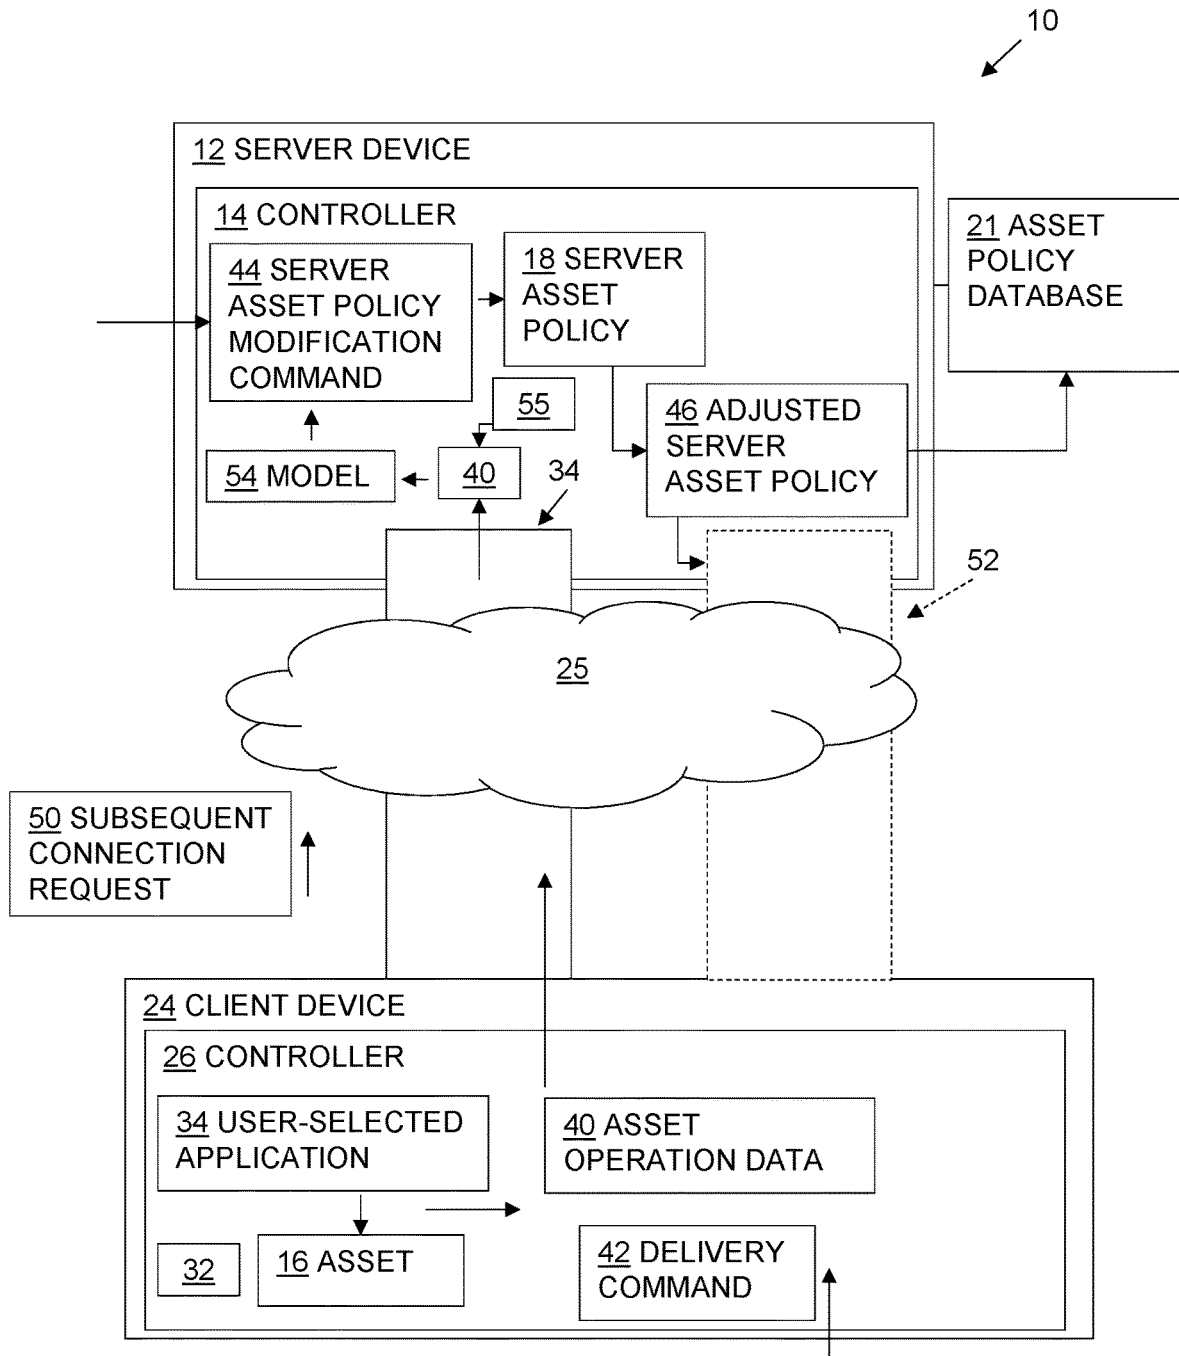 10
12 SERVER DEVICE
14 CONTROLLER
44 SERVER
ASSET POLICY
MODIFICATION
COMMAND
18 SERVER
ASSET
POLICY
21 ASSET
POLICY
DATABASE
55
46 ADJUSTED
SERVER
ASSET POLICY
54 MODEL
40
34
52
25
50 SUBSEQUENT
CONNECTION
REQUEST
24 CLIENT DEVICE
26 CONTROLLER
34 USER-SELECTED
APPLICATION
40 ASSET
OPERATION DATA
32
16 ASSET
42 DELIVERY
COMMAND